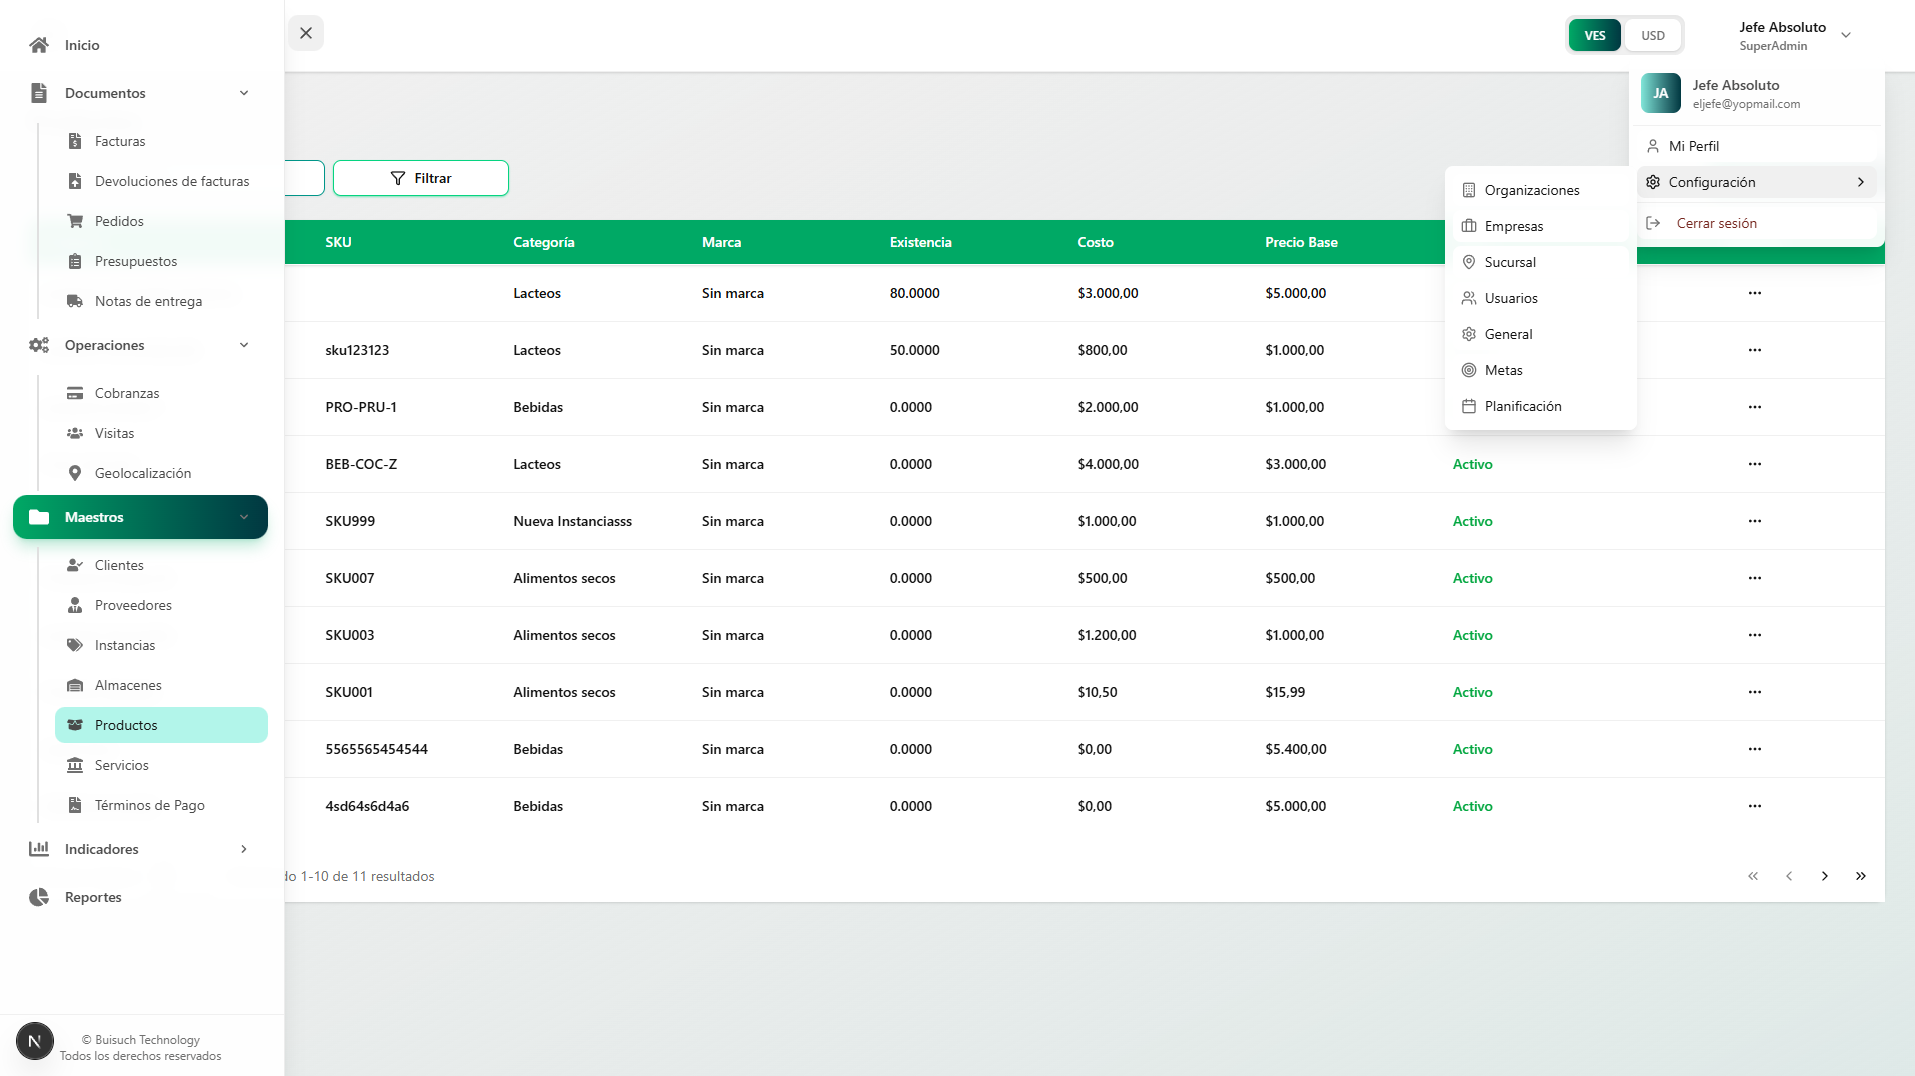 Inicio
Documentos
Facturas
Devoluciones de facturas
Pedidos
Presupuestos
Notas de entrega
Operaciones
Cobranzas
Visitas
Geolocalización
Maestros
Clientes
Proveedores
Instancias
Almacenes
Productos
Servicios
Términos de Pago
Indicadores
Reportes
N
© Buisuch Technology
Todos los derechos reservados
VES USD
Jefe Absoluto
SuperAdmin
JA
Jefe Absoluto
eljefe@yopmail.com
Mi Perfil
Configuración
Cerrar sesión
Organizaciones
Empresas
Sucursal
Usuarios
General
Metas
Planificación
Filtrar
SKU Categoría Marca Existencia Costo Precio Base
Lacteos Sin marca 80.0000 $3.000,00 $5.000,00
sku123123 Lacteos Sin marca 50.0000 $800,00 $1.000,00
PRO-PRU-1 Bebidas Sin marca 0.0000 $2.000,00 $1.000,00
BEB-COC-Z Lacteos Sin marca 0.0000 $4.000,00 $3.000,00 Activo
SKU999 Nueva Instanciasss Sin marca 0.0000 $1.000,00 $1.000,00 Activo
SKU007 Alimentos secos Sin marca 0.0000 $500,00 $500,00 Activo
SKU003 Alimentos secos Sin marca 0.0000 $1.200,00 $1.000,00 Activo
SKU001 Alimentos secos Sin marca 0.0000 $10,50 $15,99 Activo
5565565454544 Bebidas Sin marca 0.0000 $0,00 $5.400,00 Activo
4sd64s6d4a6 Bebidas Sin marca 0.0000 $0,00 $5.000,00 Activo
do 1-10 de 11 resultados